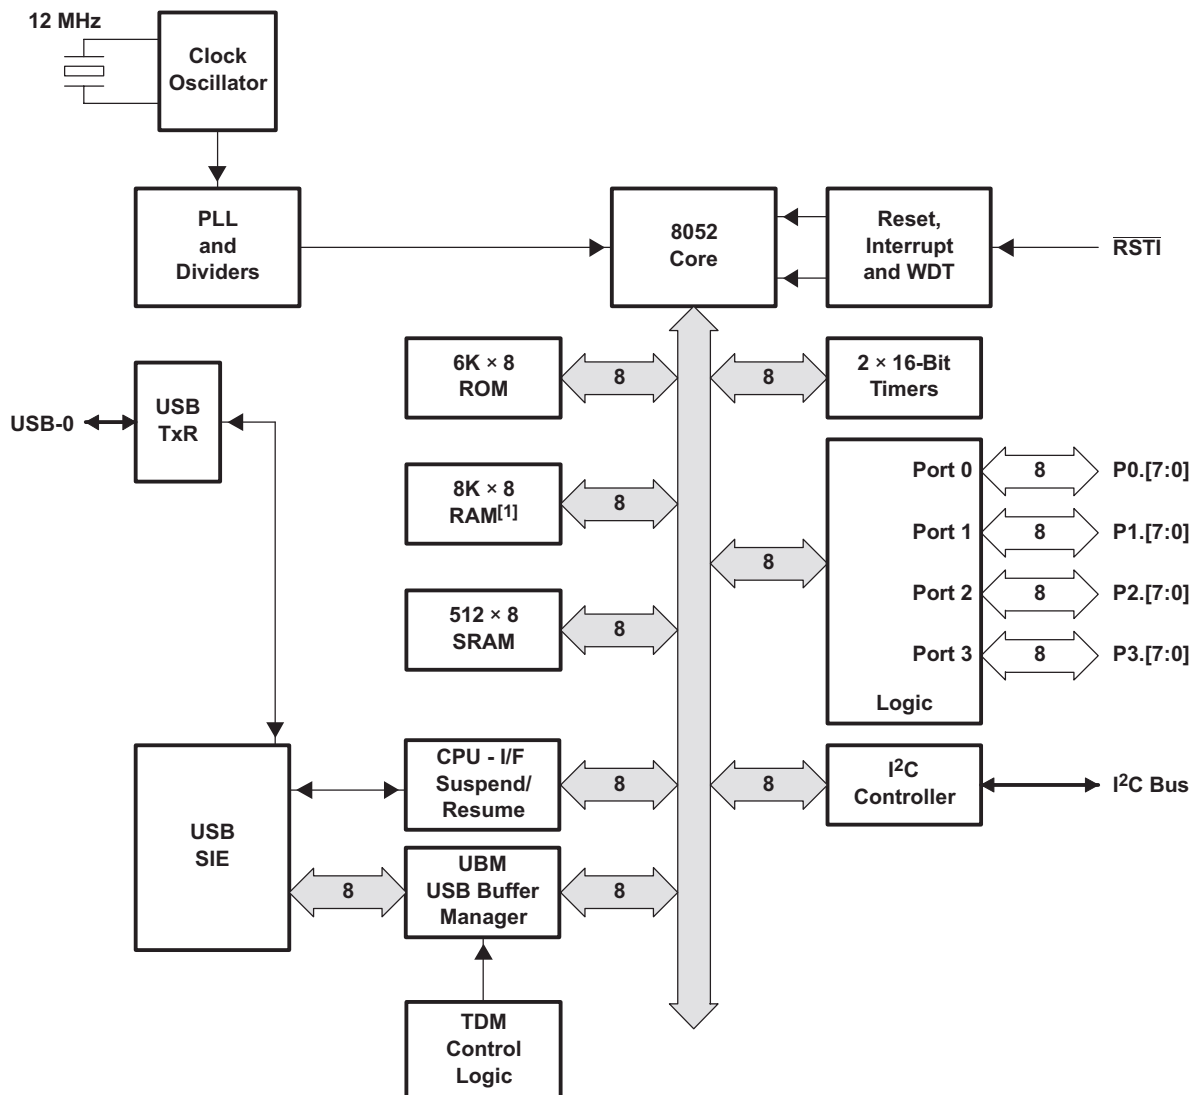 12 MHz
Clock
Oscillator
PLL
and
Dividers
8052
Core
Reset,
Interrupt
and WDT
RSTI
6K × 8
ROM
8
8
2 × 16-Bit
Timers
USB-0
USB
TxR
8K × 8
RAM[1]
8
8
Port 0
8
P0.[7:0]
Port 1
8
P1.[7:0]
Port 2
8
P2.[7:0]
Port 3
8
P3.[7:0]
Logic
512 × 8
SRAM
8
USB
SIE
CPU - I/F
Suspend/
Resume
8
8
I²C
Controller
I²C Bus
8
UBM
USB Buffer
Manager
8
TDM
Control
Logic